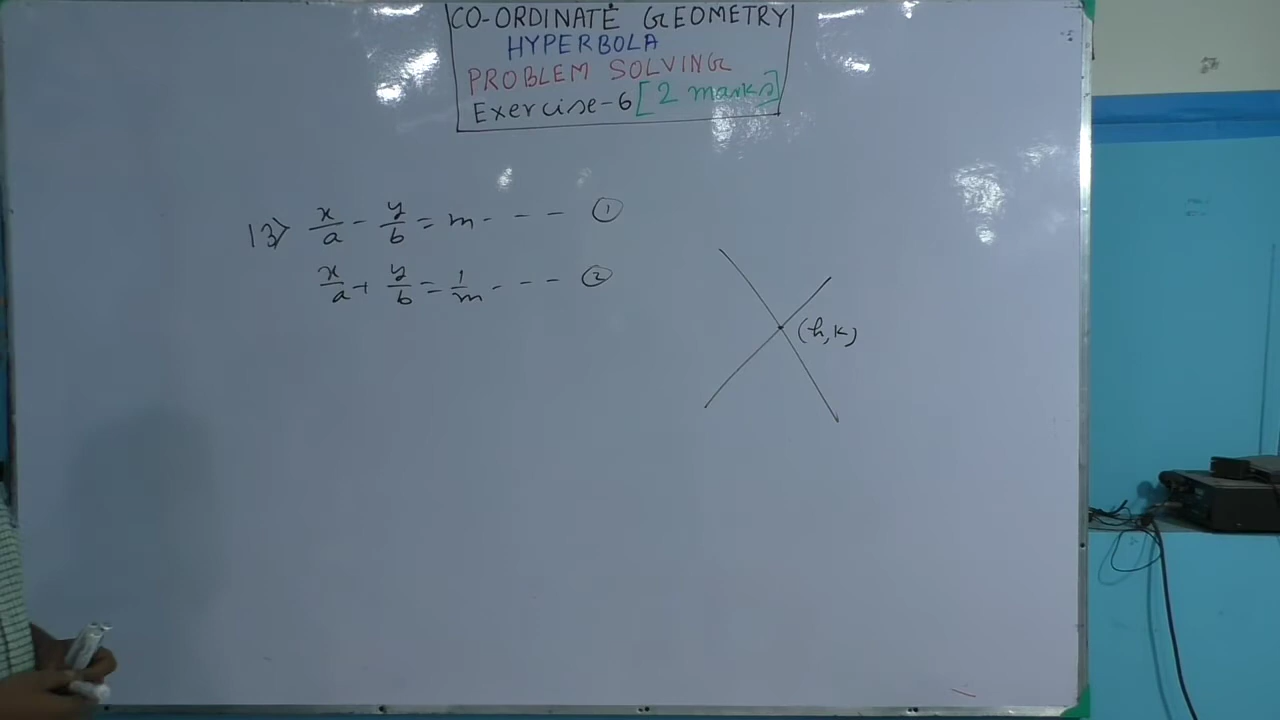 CO-ORDINATE GEOMETRY
HYPERBOLA
PROBLEM SOLVING
Exercise-6 [2 marks]
13> x/a - y/b = m - - - ①
x/a + y/b = 1/m - - - ②
(h,k)